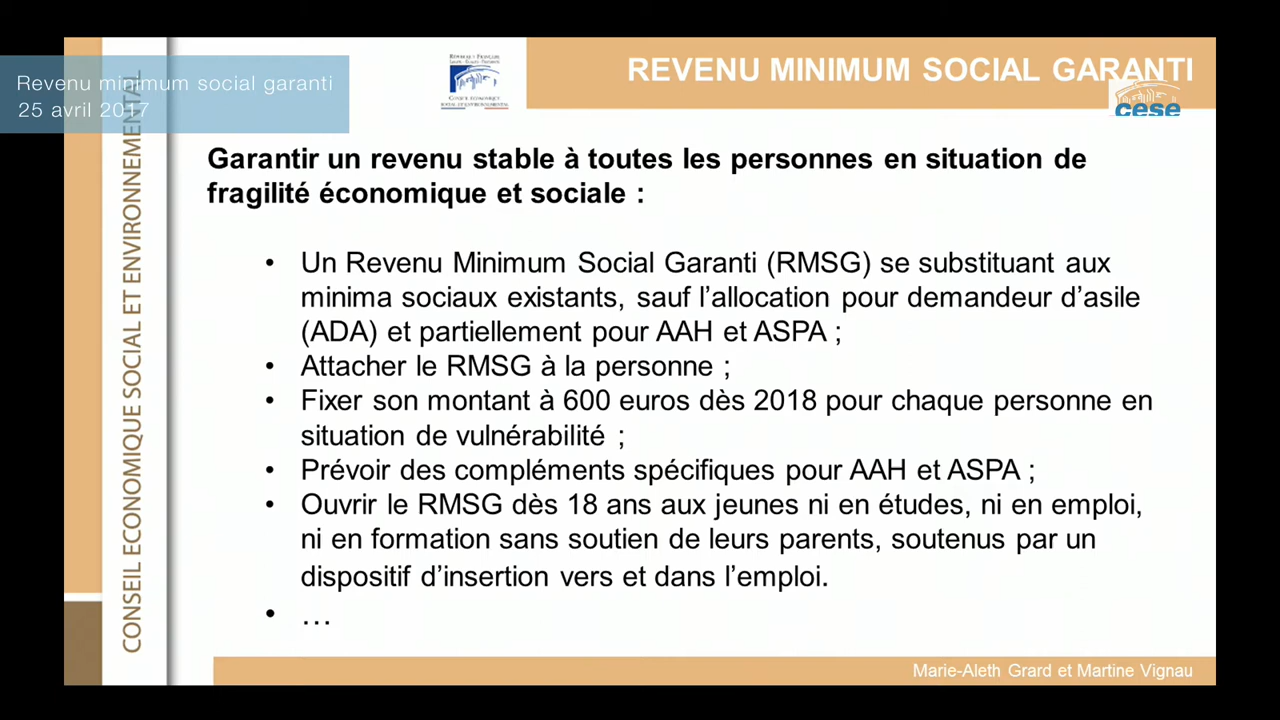 Revenu minimum social garanti
25 avril 2017
CONSEIL ECONOMIQUE SOCIAL ET ENVIRONNEMENTAL
REVENU MINIMUM SOCIAL GARANTI
cese
Garantir un revenu stable à toutes les personnes en situation de
fragilité économique et sociale :
• Un Revenu Minimum Social Garanti (RMSG) se substituant aux
minima sociaux existants, sauf l’allocation pour demandeur d’asile
(ADA) et partiellement pour AAH et ASPA ;
• Attacher le RMSG à la personne ;
• Fixer son montant à 600 euros dès 2018 pour chaque personne en
situation de vulnérabilité ;
• Prévoir des compléments spécifiques pour AAH et ASPA ;
• Ouvrir le RMSG dès 18 ans aux jeunes ni en études, ni en emploi,
ni en formation sans soutien de leurs parents, soutenus par un
dispositif d’insertion vers et dans l’emploi.
• …
Marie-Aleth Grard et Martine Vignau